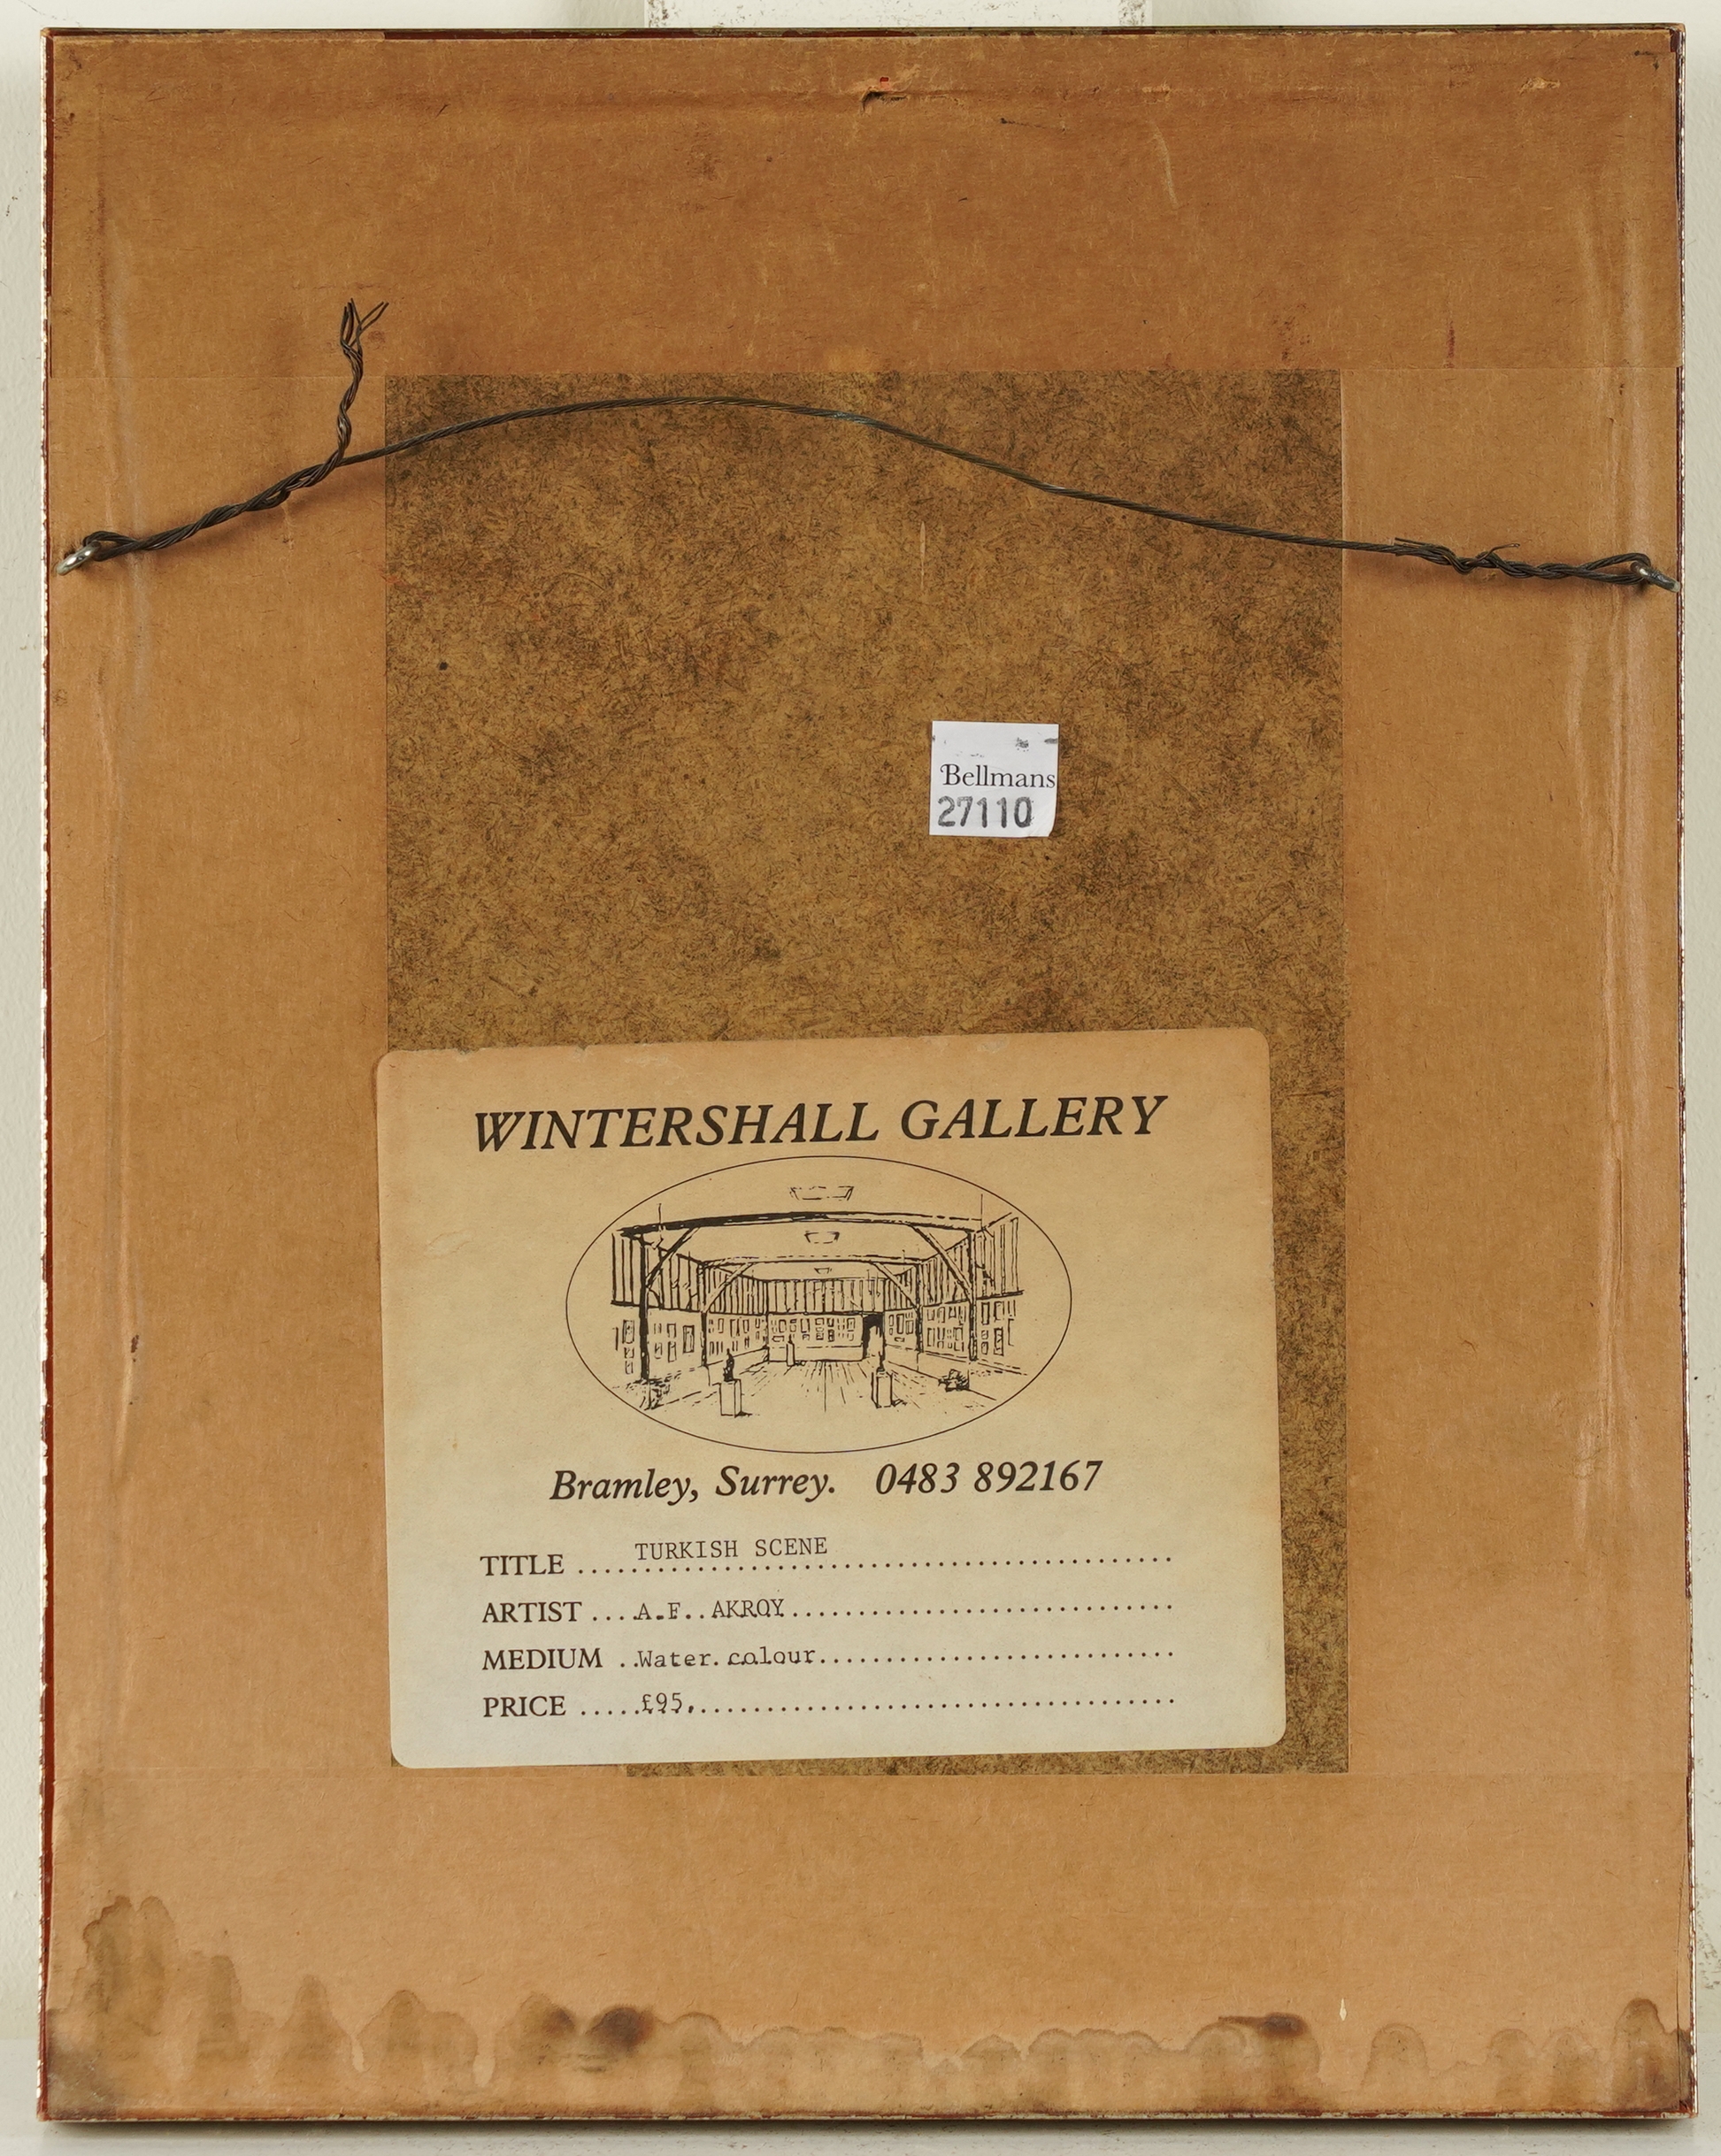 Bellmans
27110
WINTERSHALL GALLERY
Bramley, Surrey. 0483 892167
TITLE .... TURKISH SCENE ....
ARTIST ....A.F..AKROY....
MEDIUM ..Water.colour....
PRICE .....£95.....